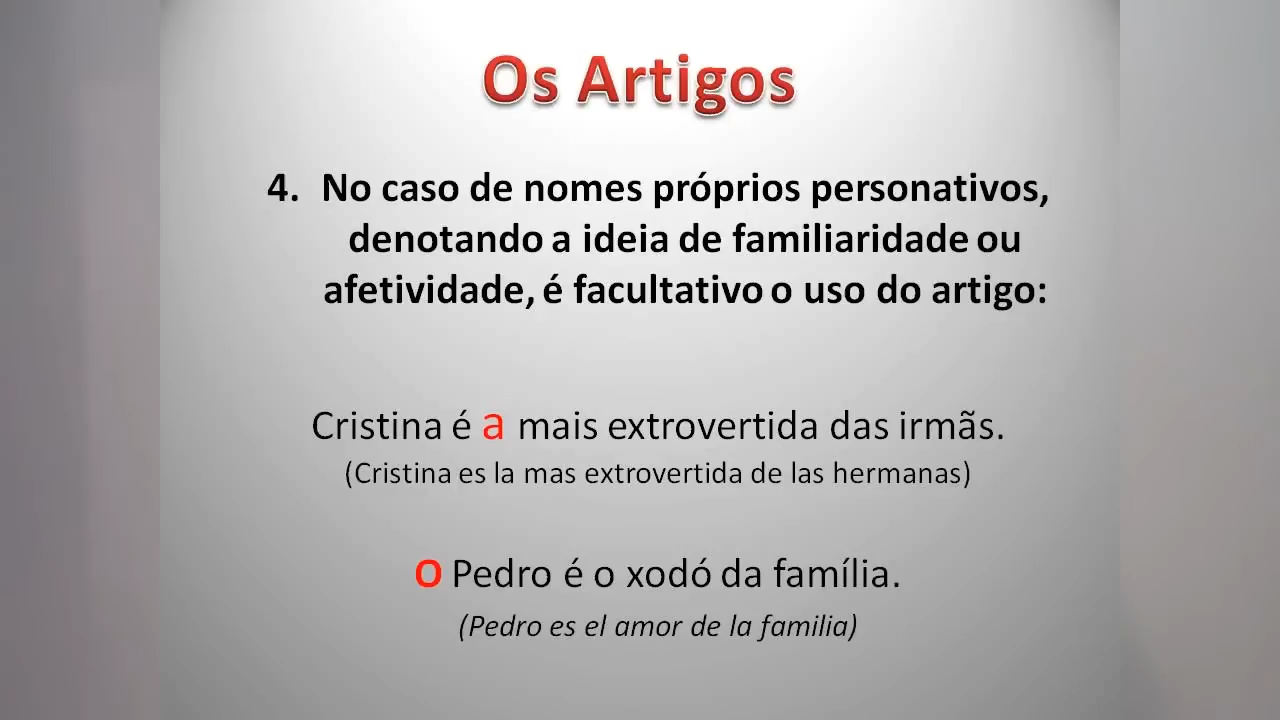 Os Artigos
4. No caso de nomes próprios personativos,
denotando a ideia de familiaridade ou
afetividade, é facultativo o uso do artigo:
Cristina é a mais extrovertida das irmãs.
(Cristina es la mas extrovertida de las hermanas)
O Pedro é o xodó da família.
(Pedro es el amor de la familia)